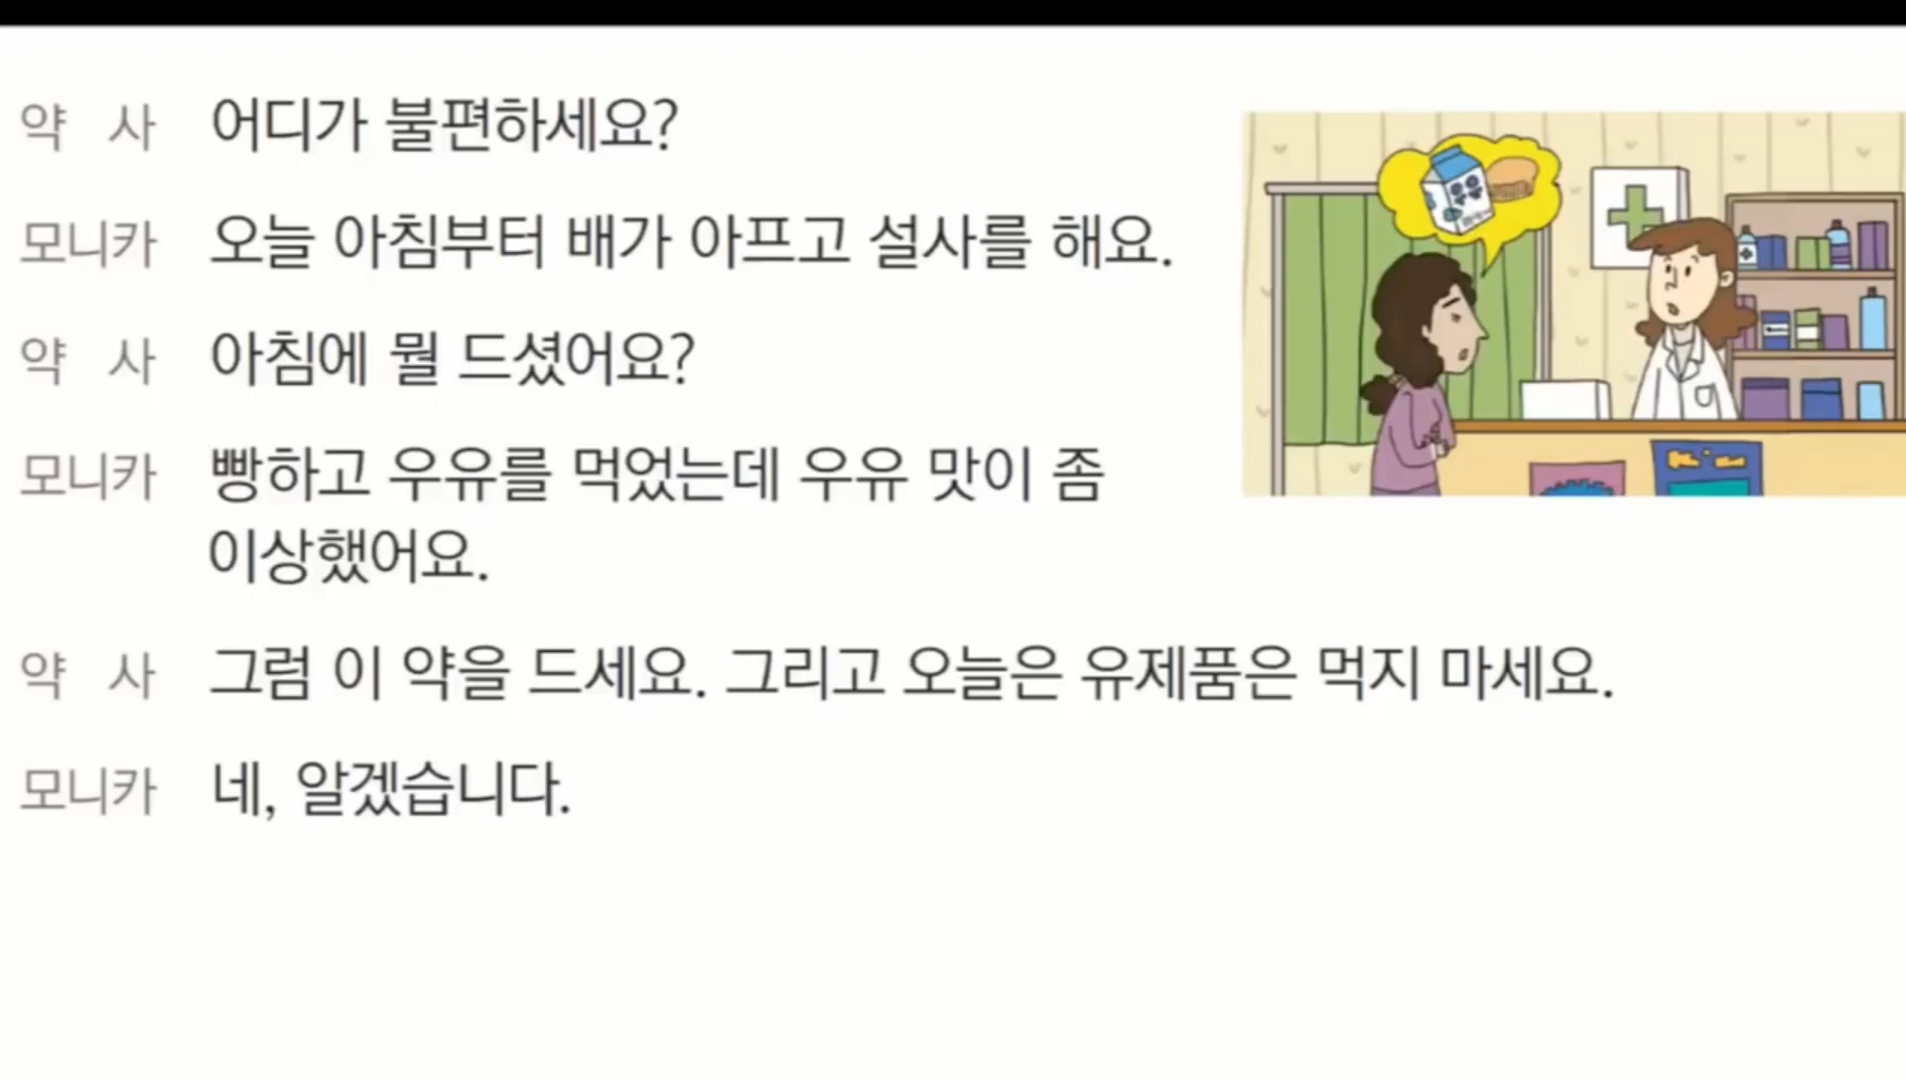 약 사 어디가 불편하세요?
모니카 오늘 아침부터 배가 아프고 설사를 해요.
약 사 아침에 뭘 드셨어요?
모니카 빵하고 우유를 먹었는데 우유 맛이 좀
이상했어요.
약 사 그럼 이 약을 드세요. 그리고 오늘은 유제품은 먹지 마세요.
모니카 네, 알겠습니다.